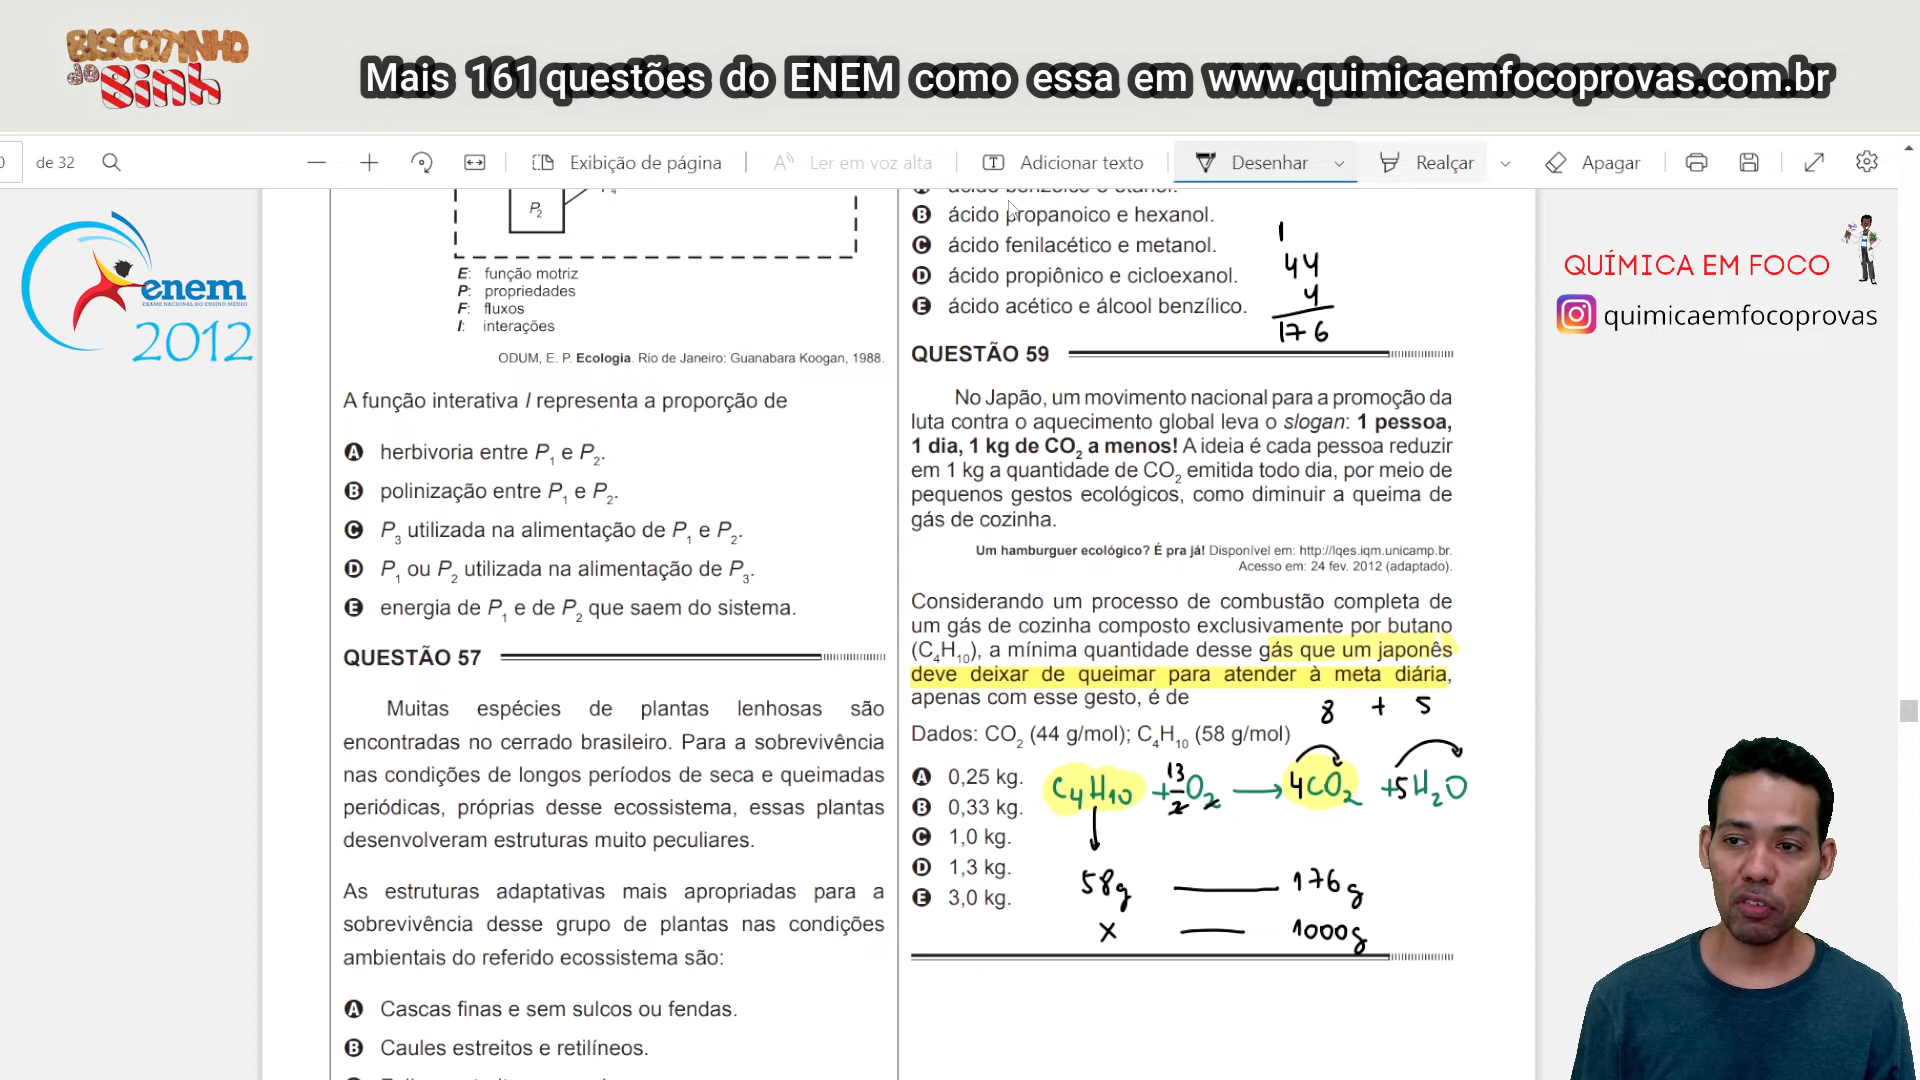 BISCOITINHO
do
Binh
Mais 161 questões do ENEM como essa em www.quimicaemfocoprovas.com.br
de 32
Exibição de página
Ler em voz alta
Adicionar texto
Desenhar
Realçar
Apagar
enem
EXAME NACIONAL DO ENSINO MÉDIO
2012
P2
E: função motriz
P: propriedades
F: fluxos
I: interações
ODUM, E. P. Ecologia. Rio de Janeiro: Guanabara Koogan, 1988.
A função interativa I representa a proporção de
A herbivoria entre P1 e P2.
B polinização entre P1 e P2.
C P3 utilizada na alimentação de P1 e P2.
D P1 ou P2 utilizada na alimentação de P3.
E energia de P1 e de P2 que saem do sistema.
QUESTÃO 57
Muitas espécies de plantas lenhosas são
encontradas no cerrado brasileiro. Para a sobrevivência
nas condições de longos períodos de seca e queimadas
periódicas, próprias desse ecossistema, essas plantas
desenvolveram estruturas muito peculiares.
As estruturas adaptativas mais apropriadas para a
sobrevivência desse grupo de plantas nas condições
ambientais do referido ecossistema são:
A Cascas finas e sem sulcos ou fendas.
B Caules estreitos e retilíneos.
B ácido propanoico e hexanol.
C ácido fenilacético e metanol.
D ácido propiônico e cicloexanol.
E ácido acético e álcool benzílico.
1
44
4
176
QUESTÃO 59
No Japão, um movimento nacional para a promoção da
luta contra o aquecimento global leva o slogan: 1 pessoa,
1 dia, 1 kg de CO2 a menos! A ideia é cada pessoa reduzir
em 1 kg a quantidade de CO2 emitida todo dia, por meio de
pequenos gestos ecológicos, como diminuir a queima de
gás de cozinha.
Um hamburguer ecológico? É pra já! Disponível em: http://lqes.iqm.unicamp.br.
Acesso em: 24 fev. 2012 (adaptado).
Considerando um processo de combustão completa de
um gás de cozinha composto exclusivamente por butano
(C4H10), a mínima quantidade desse gás que um japonês
deve deixar de queimar para atender à meta diária,
apenas com esse gesto, é de
8 + 5
Dados: CO2 (44 g/mol); C4H10 (58 g/mol)
A 0,25 kg.
B 0,33 kg.
C 1,0 kg.
D 1,3 kg.
E 3,0 kg.
C4H10 + 13/2 O2 → 4CO2 + 5H2O
58g — 176g
x — 1000g
QUÍMICA EM FOCO
quimicaemfocoprovas